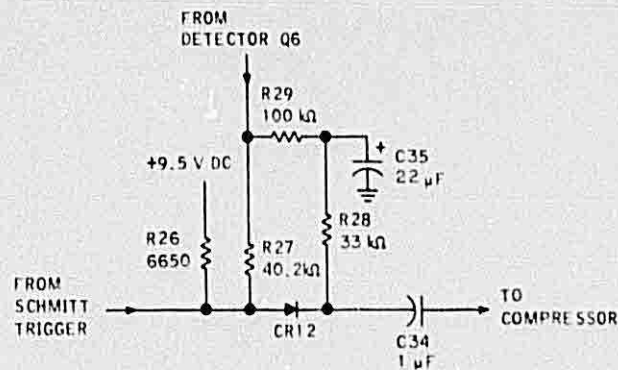 FROM
DETECTOR Q6
R29
100 kΩ
+9.5 V DC
+
C35
22 µF
R28
33 kΩ
R26
6650
R27
40.2kΩ
FROM
SCHMITT
TRIGGER
CR12
TO
COMPRESSOR
C34
1 µF